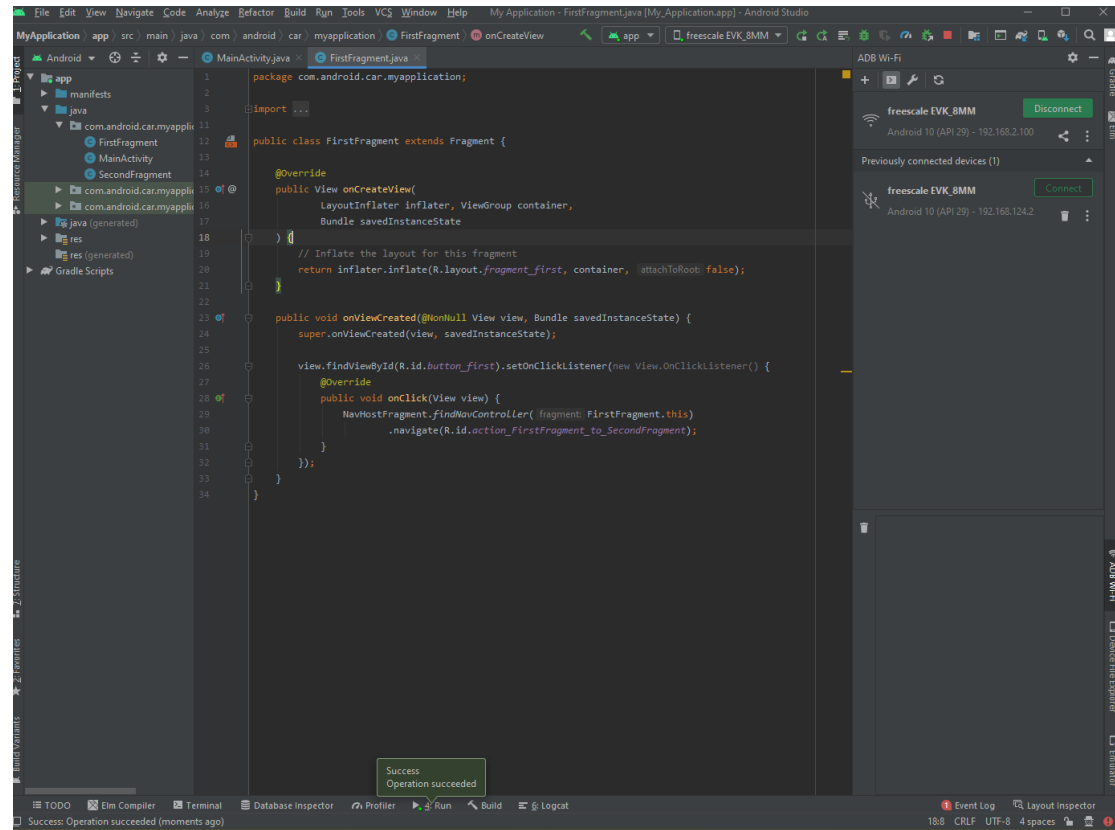 File Edit View Navigate Code Analyze Refactor Build Run Tools VCS Window Help My Application - FirstFragment.java [My_Application.app] - Android Studio
MyApplication app src main java com android car myapplication FirstFragment onCreateView app freescale EVK_8MM
1: Project
Resource Manager
7: Structure
2: Favorites
Build Variants
Android
app
manifests
java
com.android.car.myapplic
FirstFragment
MainActivity
SecondFragment
com.android.car.myapplic
com.android.car.myapplic
java (generated)
res
res (generated)
Gradle Scripts
MainActivity.java FirstFragment.java
1 package com.android.car.myapplication;
2
3 import ...
11
12 public class FirstFragment extends Fragment {
13
14 @Override
15 @ public View onCreateView(
16 LayoutInflater inflater, ViewGroup container,
17 Bundle savedInstanceState
18 ) {
19 // Inflate the layout for this fragment
20 return inflater.inflate(R.layout.fragment_first, container, attachToRoot: false);
21 }
22
23 public void onViewCreated(@NonNull View view, Bundle savedInstanceState) {
24 super.onViewCreated(view, savedInstanceState);
25
26 view.findViewById(R.id.button_first).setOnClickListener(new View.OnClickListener() {
27 @Override
28 public void onClick(View view) {
29 NavHostFragment.findNavController( fragment: FirstFragment.this)
30 .navigate(R.id.action_FirstFragment_to_SecondFragment);
31 }
32 });
33 }
34 }
ADB Wi-Fi
freescale EVK_8MM
Disconnect
Android 10 (API 29) - 192.168.2.100
Previously connected devices (1)
freescale EVK_8MM
Connect
Android 10 (API 29) - 192.168.124.2
Gradle
Elm
ADB Wi-Fi
Device File Explorer
Emulator
Success
Operation succeeded
TODO Elm Compiler Terminal Database Inspector Profiler 4: Run Build 6: Logcat 1 Event Log Layout Inspector
Success: Operation succeeded (moments ago) 18:8 CRLF UTF-8 4 spaces